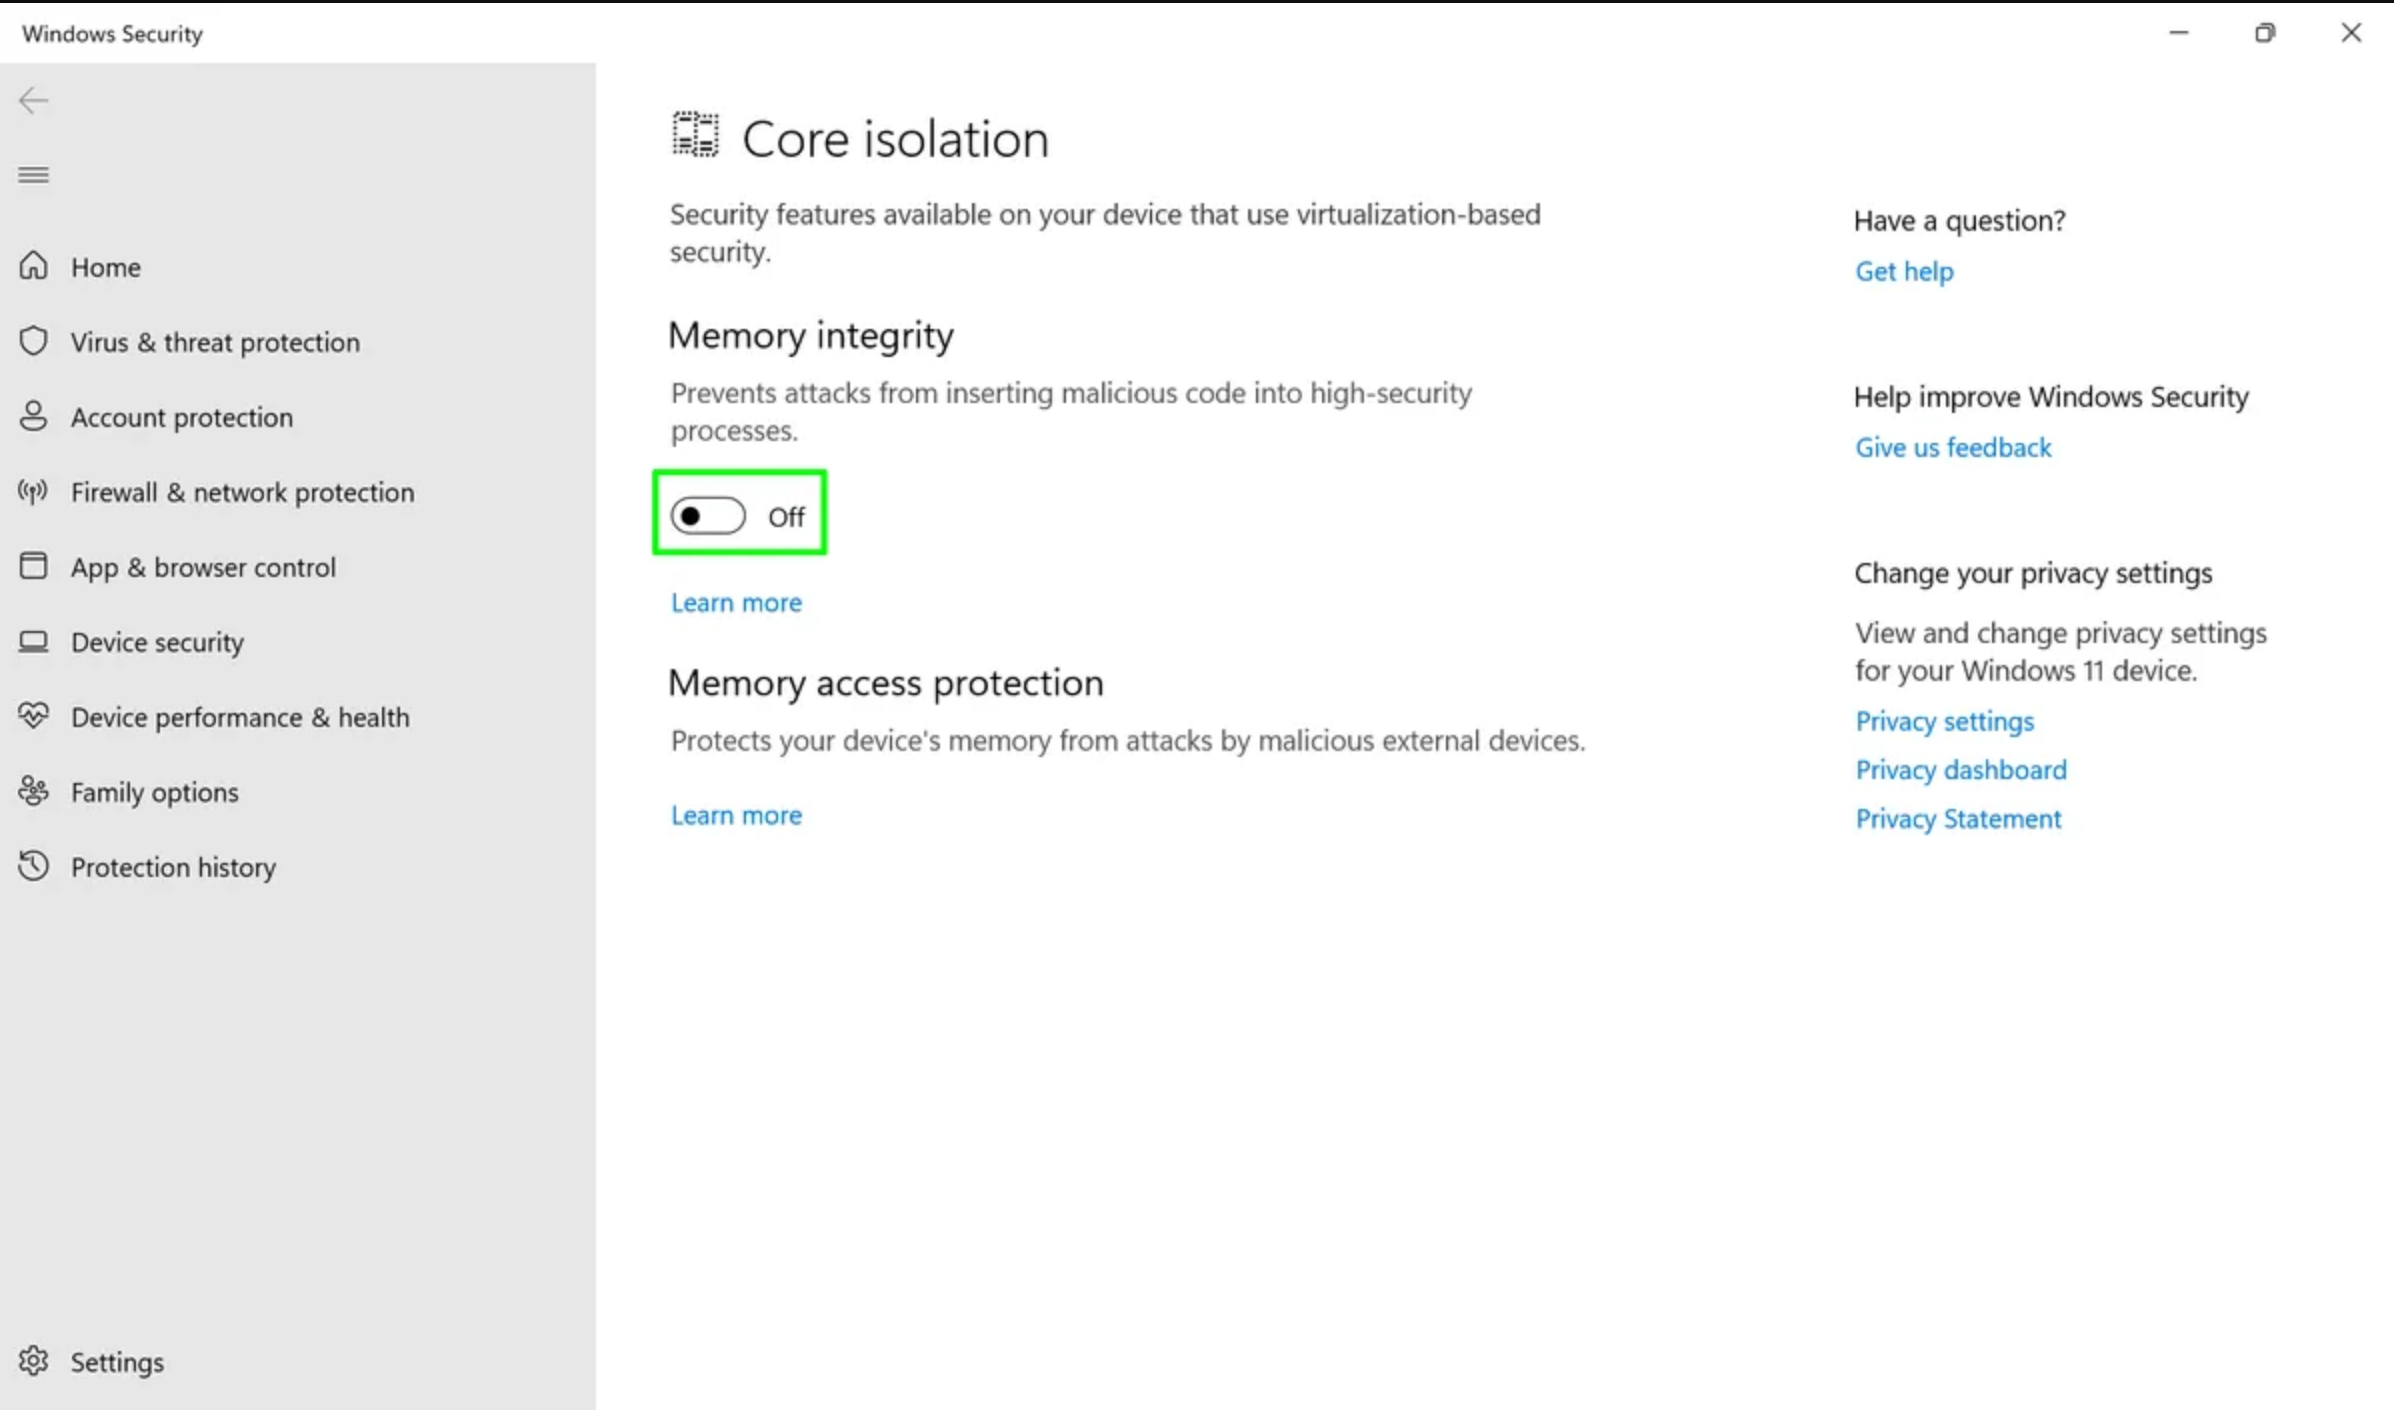 Windows Security
Home
Virus & threat protection
Account protection
Firewall & network protection
App & browser control
Device security
Device performance & health
Family options
Protection history
Settings
Core isolation
Security features available on your device that use virtualization-based
security.
Memory integrity
Prevents attacks from inserting malicious code into high-security
processes.
Off
Learn more
Memory access protection
Protects your device's memory from attacks by malicious external devices.
Learn more
Have a question?
Get help
Help improve Windows Security
Give us feedback
Change your privacy settings
View and change privacy settings
for your Windows 11 device.
Privacy settings
Privacy dashboard
Privacy Statement